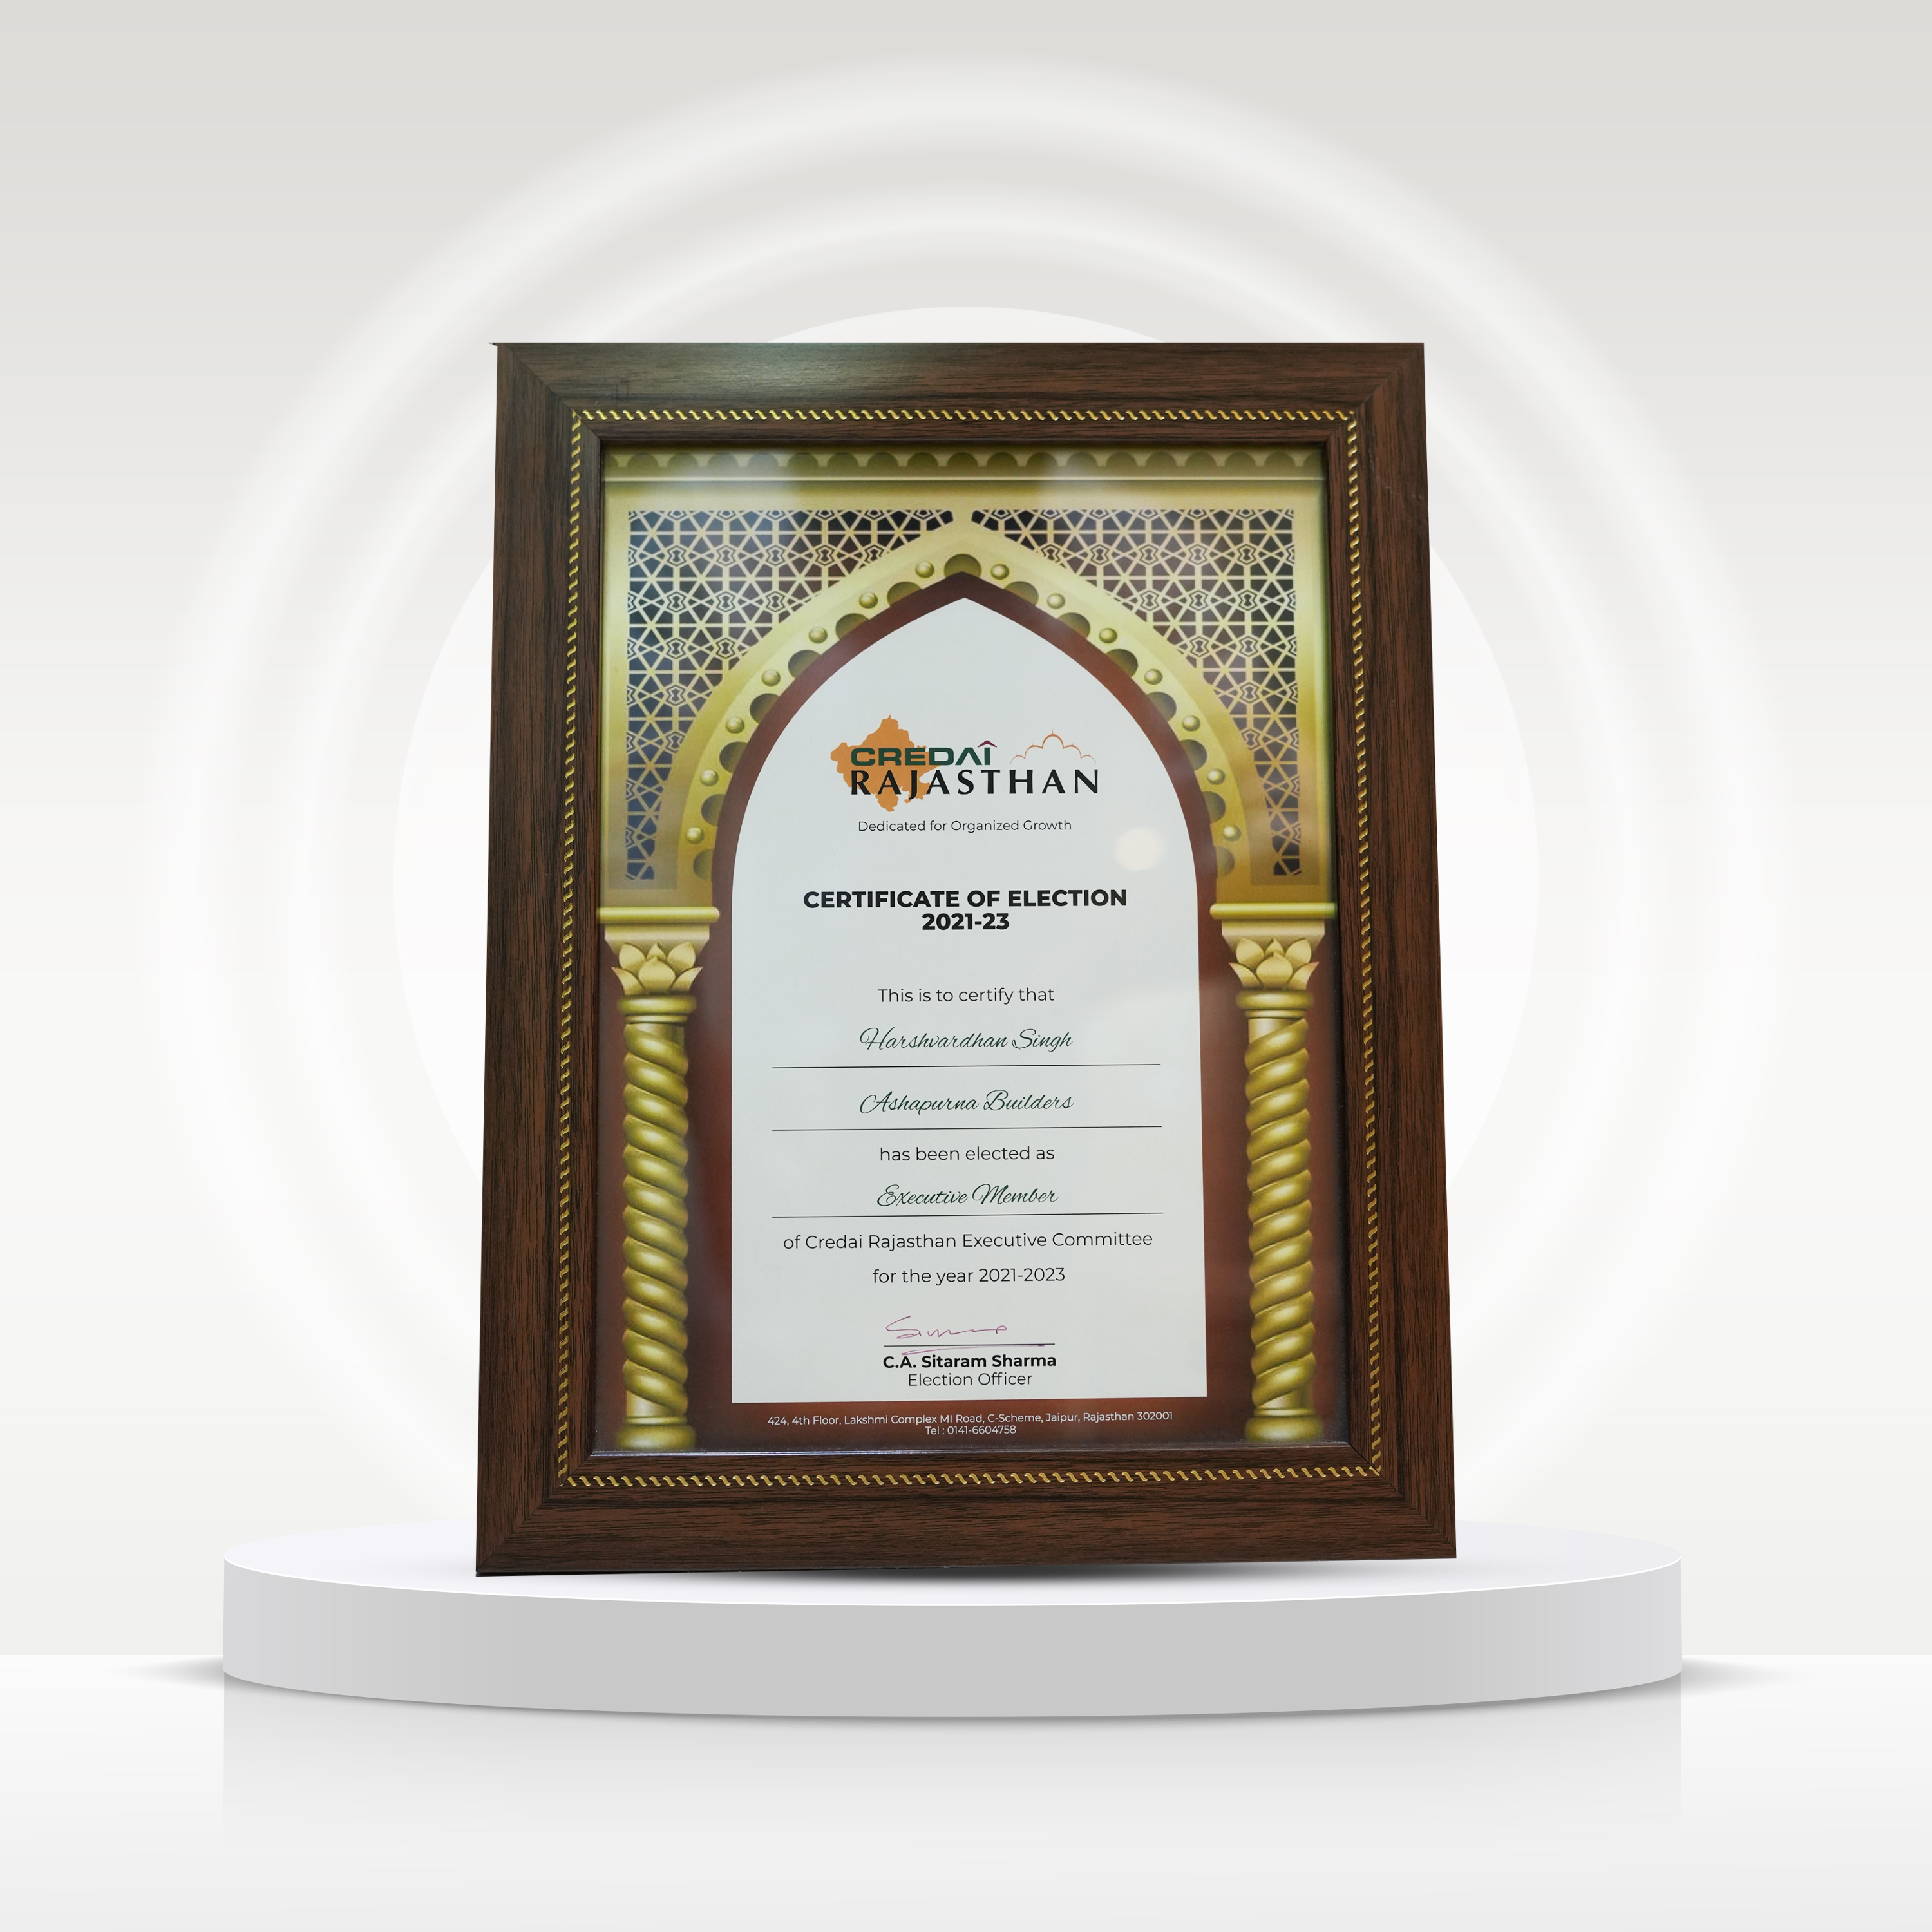 CREDAI
RAJASTHAN
Dedicated for Organized Growth
CERTIFICATE OF ELECTION
2021-23
This is to certify that
Harshvardhan Singh
Ashapurna Builders
has been elected as
Executive Member
of Credai Rajasthan Executive Committee
for the year 2021-2023
C.A. Sitaram Sharma
Election Officer
424, 4th Floor, Lakshmi Complex MI Road, C-Scheme, Jaipur, Rajasthan 302001
Tel : 0141-6604758